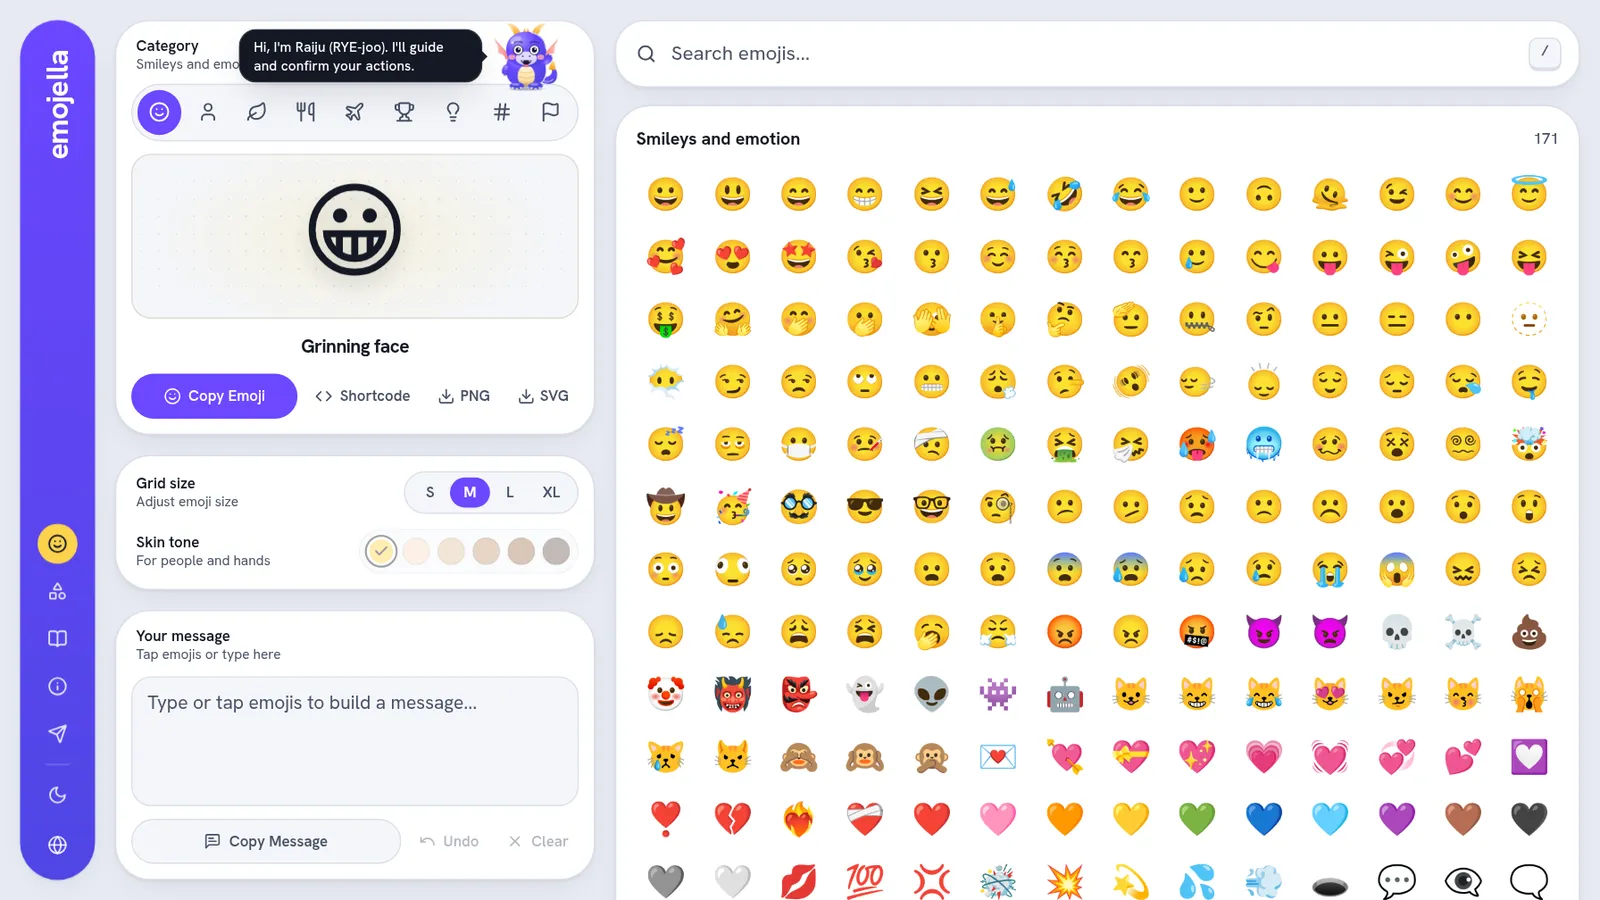 emojella
Category
Smileys and emo
Hi, I'm Raiju (RYE-joo). I'll guide
and confirm your actions.
Grinning face
Copy Emoji
Shortcode
PNG
SVG
Grid size
Adjust emoji size
S
M
L
XL
Skin tone
For people and hands
Your message
Tap emojis or type here
Type or tap emojis to build a message...
Copy Message
Undo
Clear
Search emojis...
/
Smileys and emotion
171